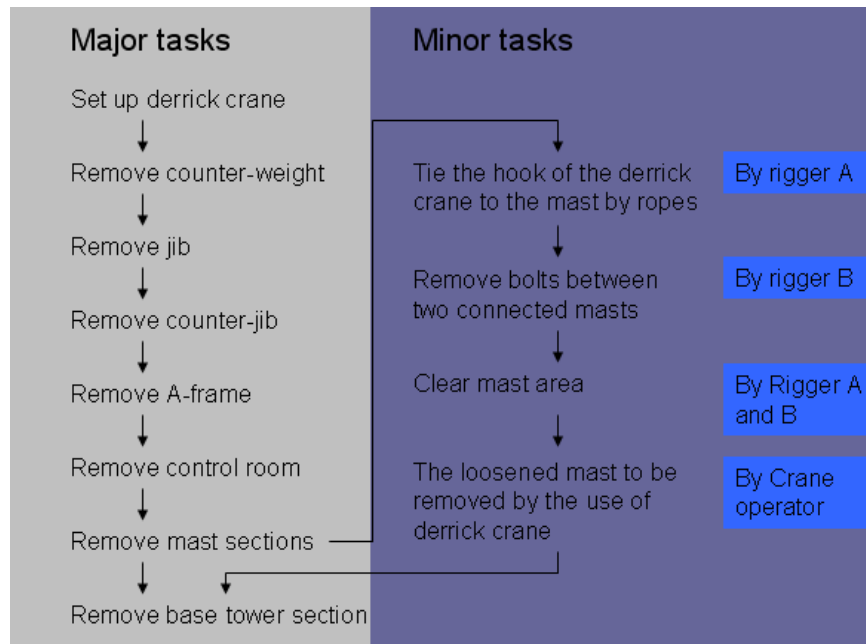 Major tasks
Set up derrick crane
Remove counter-weight
Remove jib
Remove counter-jib
Remove A-frame
Remove control room
Remove mast sections
Remove base tower section
Minor tasks
Tie the hook of the derrick
crane to the mast by ropes
By rigger A
Remove bolts between
two connected masts
By rigger B
Clear mast area
By Rigger A
and B
The loosened mast to be
removed by the use of
derrick crane
By Crane
operator